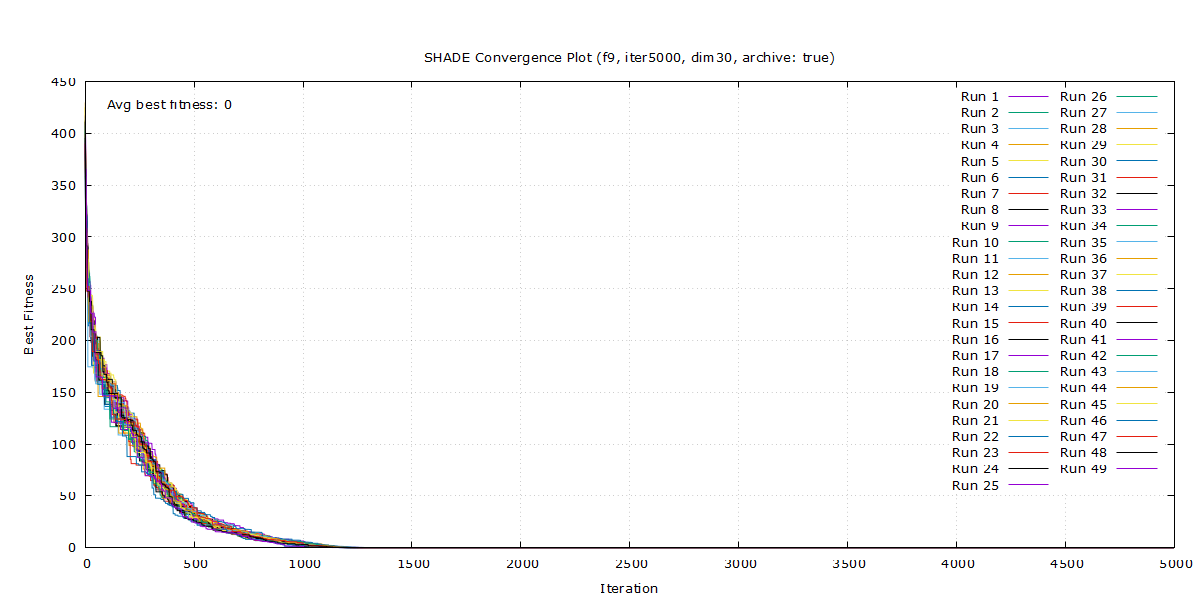 SHADE Convergence Plot (f9, iter5000, dim30, archive: true)
Avg best fitness: 0
Best Fitness
450
400
350
300
250
200
150
100
50
0
0 500 1000 1500 2000 2500 3000 3500 4000 4500 5000
Iteration
Run 1
Run 2
Run 3
Run 4
Run 5
Run 6
Run 7
Run 8
Run 9
Run 10
Run 11
Run 12
Run 13
Run 14
Run 15
Run 16
Run 17
Run 18
Run 19
Run 20
Run 21
Run 22
Run 23
Run 24
Run 25
Run 26
Run 27
Run 28
Run 29
Run 30
Run 31
Run 32
Run 33
Run 34
Run 35
Run 36
Run 37
Run 38
Run 39
Run 40
Run 41
Run 42
Run 43
Run 44
Run 45
Run 46
Run 47
Run 48
Run 49